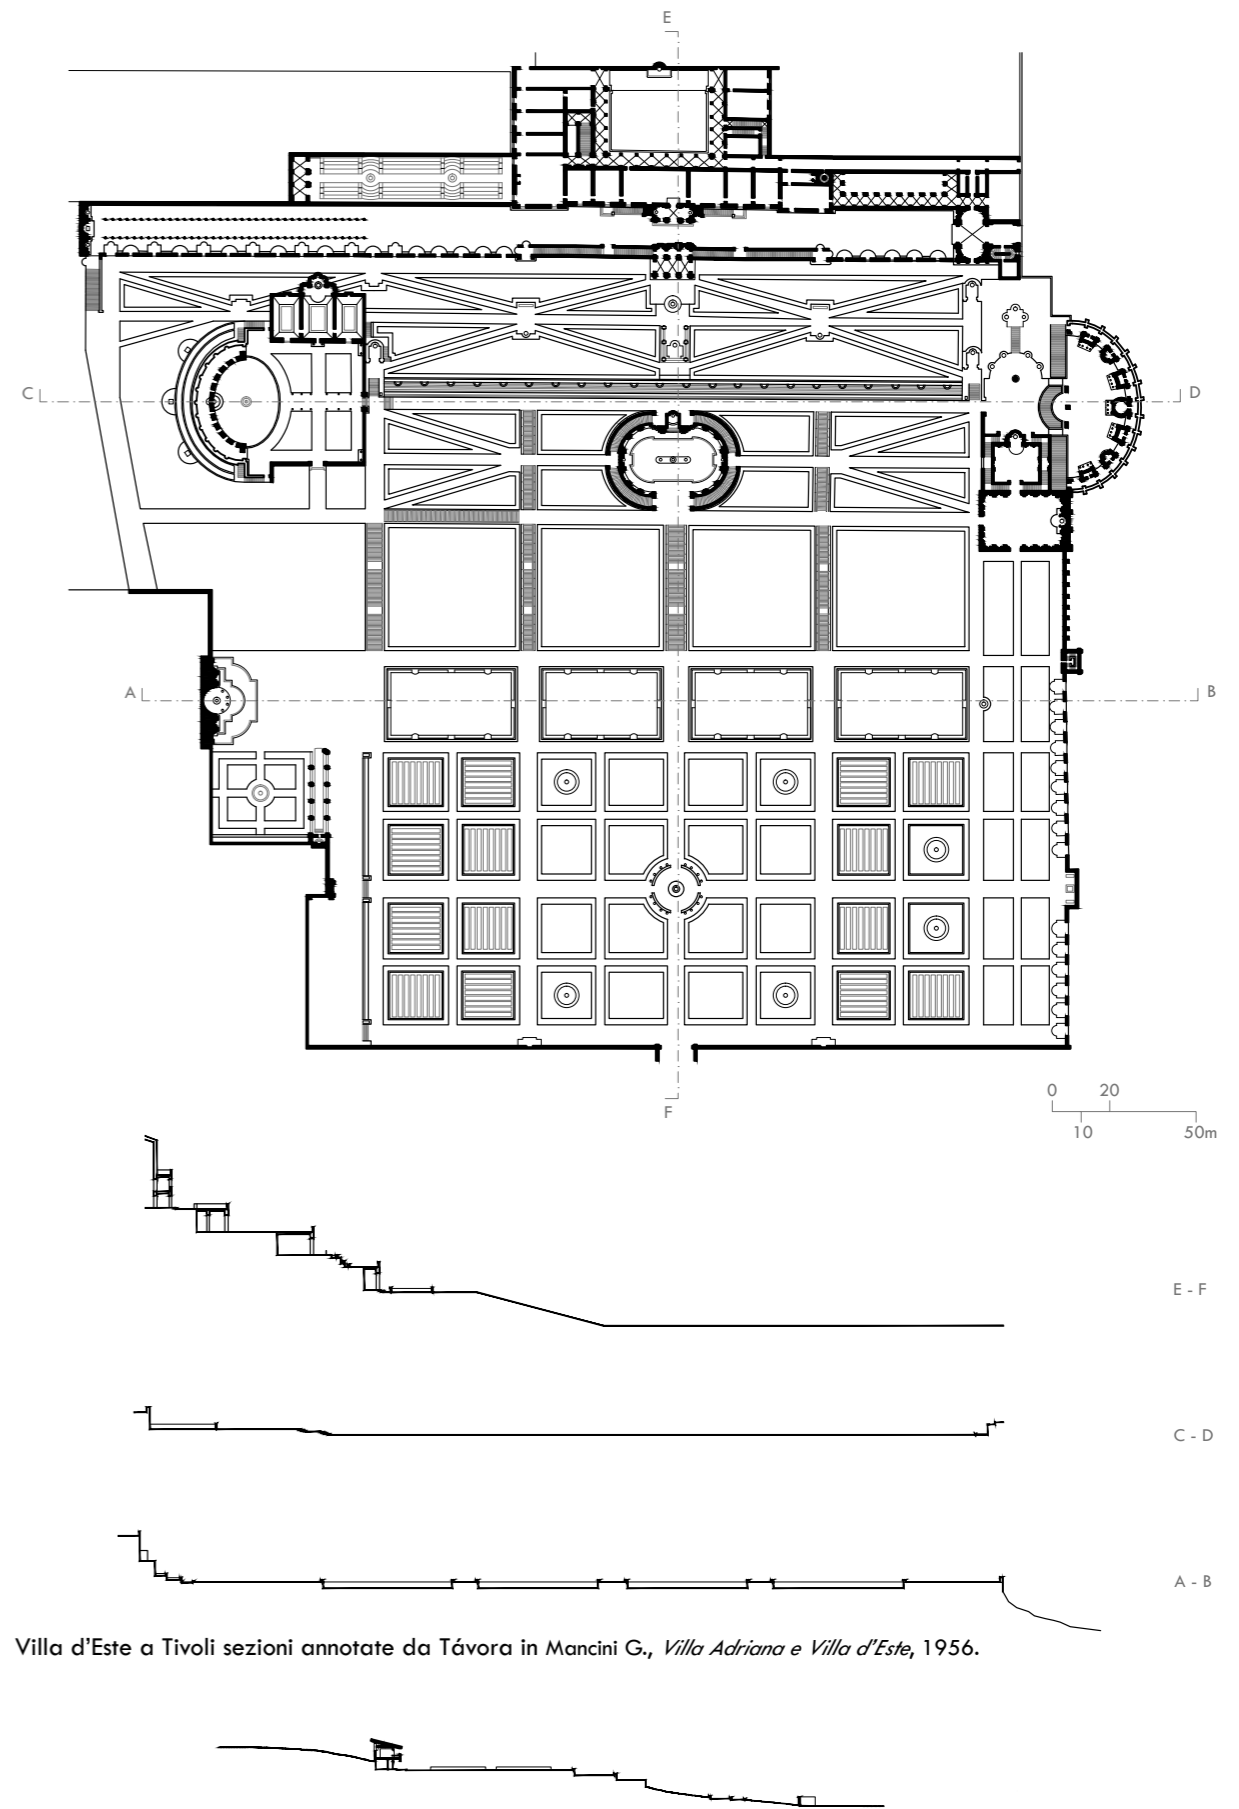 E
C
D
A
B
F
0 20
10 50m
E - F
C - D
A - B
Villa d'Este a Tivoli sezioni annotate da Távora in Mancini G., Villa Adriana e Villa d'Este, 1956.